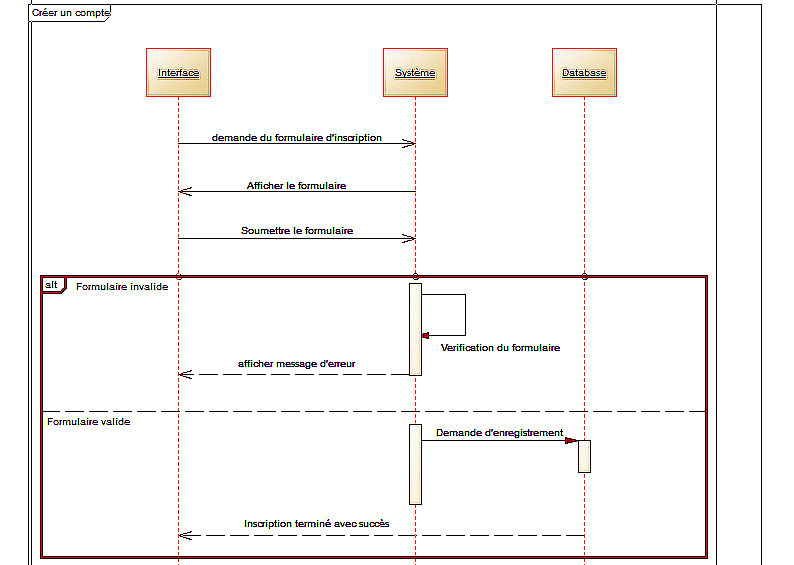 Créer un compte
Interface
Système
Database
demande du formulaire d'inscription
Afficher le formulaire
Soumettre le formulaire
alt
Formulaire invalide
Verification du formulaire
afficher message d'erreur
Formulaire valide
Demande d'enregistrement
Inscription terminé avec succès